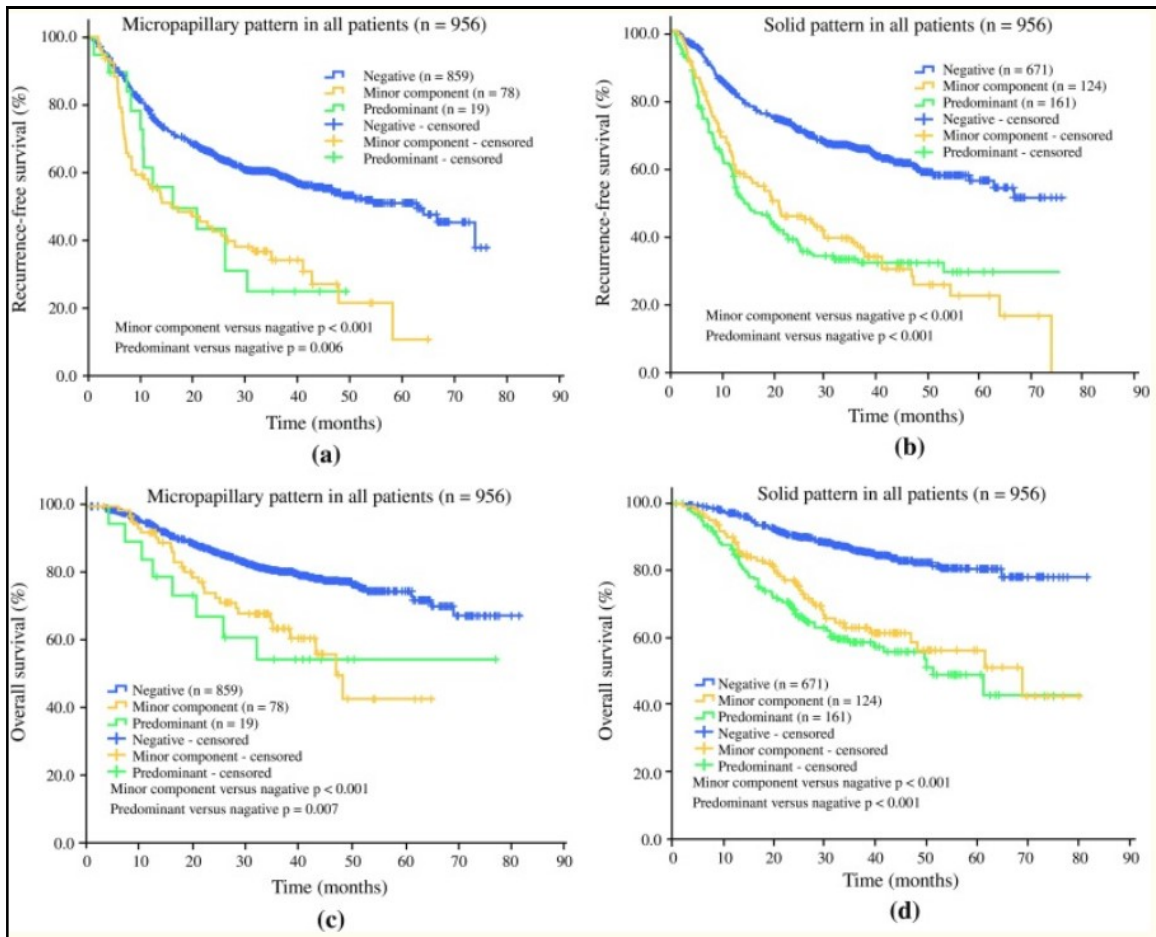 Micropapillary pattern in all patients (n = 956)
100.0
80.0
60.0
40.0
20.0
0.0
Recurrence-free survival (%)
Negative (n = 859)
Minor component (n = 78)
Predominant (n = 19)
Negative - censored
Minor component - censored
Predominant - censored
Minor component versus nagative p < 0.001
Predominant versus nagative p = 0.006
0 10 20 30 40 50 60 70 80 90
Time (months)
(a)
Solid pattern in all patients (n = 956)
100.0
80.0
60.0
40.0
20.0
0.0
Recurrence-free survival (%)
Negative (n = 671)
Minor component (n = 124)
Predominant (n = 161)
Negative - censored
Minor component - censored
Predominant - censored
Minor component versus nagative p < 0.001
Predominant versus nagative p < 0.001
0 10 20 30 40 50 60 70 80 90
Time (months)
(b)
Micropapillary pattern in all patients (n = 956)
100.0
80.0
60.0
40.0
20.0
0.0
Overall survival (%)
Negative (n = 859)
Minor component (n = 78)
Predominant (n = 19)
Negative - censored
Minor component - censored
Predominant - censored
Minor component versus nagative p < 0.001
Predominant versus nagative p = 0.007
0 10 20 30 40 50 60 70 80 90
Time (months)
(c)
Solid pattern in all patients (n = 956)
100.0
80.0
60.0
40.0
20.0
0.0
Overall survival (%)
Negative (n = 671)
Minor component (n = 124)
Predominant (n = 161)
Negative - censored
Minor component - censored
Predominant - censored
Minor component versus nagative p < 0.001
Predominant versus nagative p < 0.001
0 10 20 30 40 50 60 70 80 90
Time (months)
(d)